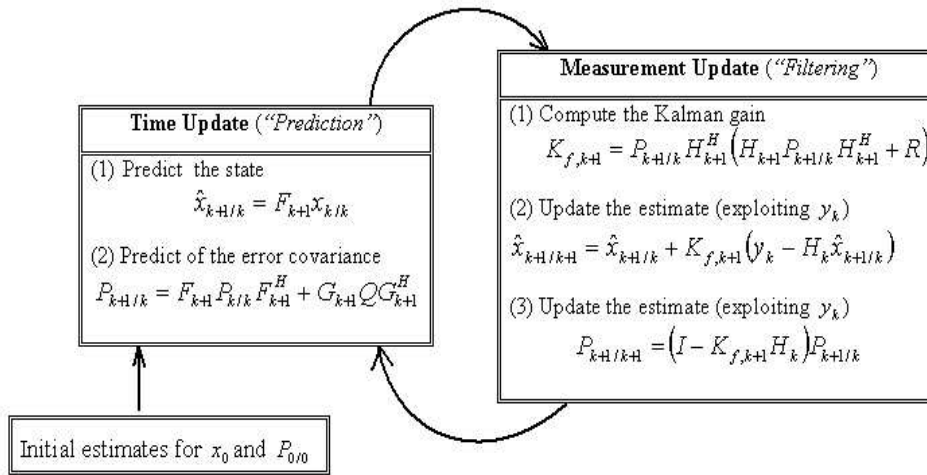 Time Update (“Prediction”)
(1) Predict the state
x̂_{k+1/k} = F_{k+1} x_{k/k}
(2) Predict of the error covariance
P_{k+1/k} = F_{k+1} P_{k/k} F_{k+1}^H + G_{k+1} Q G_{k+1}^H
Measurement Update (“Filtering”)
(1) Compute the Kalman gain
K_{f,k+1} = P_{k+1/k} H_{k+1}^H (H_{k+1} P_{k+1/k} H_{k+1}^H + R)
(2) Update the estimate (exploiting y_k)
x̂_{k+1/k+1} = x̂_{k+1/k} + K_{f,k+1} (y_k − H_k x̂_{k+1/k})
(3) Update the estimate (exploiting y_k)
P_{k+1/k+1} = (I − K_{f,k+1} H_k) P_{k+1/k}
Initial estimates for x_0 and P_{0/0}